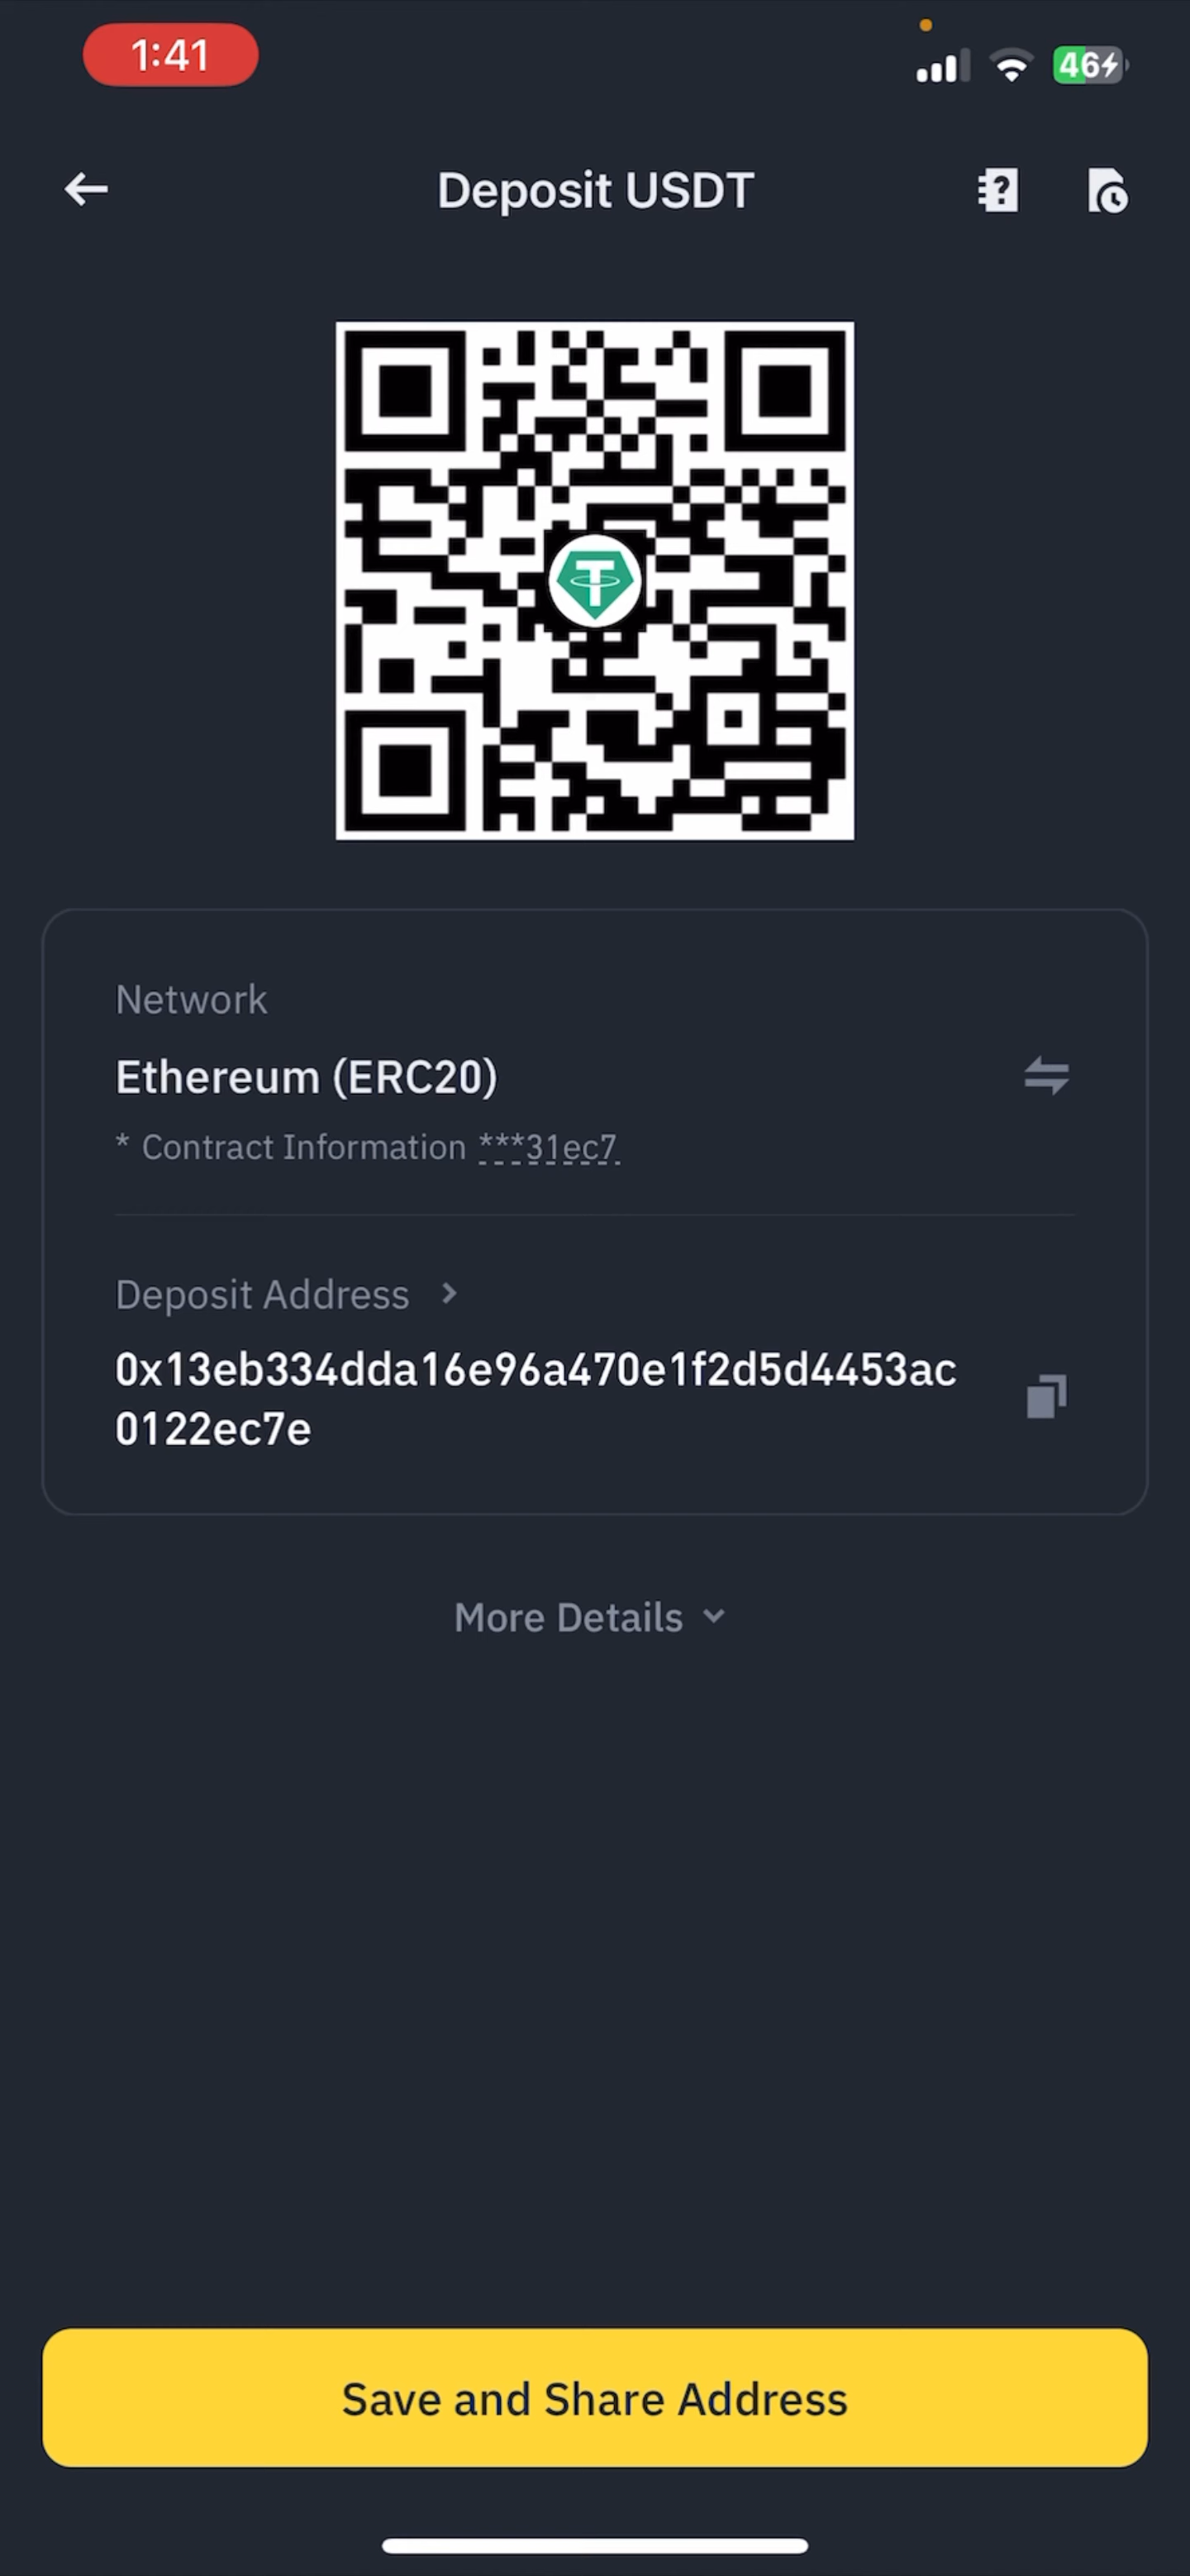 1:41
46
Deposit USDT
Network
Ethereum (ERC20)
* Contract Information ***31ec7
Deposit Address >
0x13eb334dda16e96a470e1f2d5d4453ac
0122ec7e
More Details
Save and Share Address